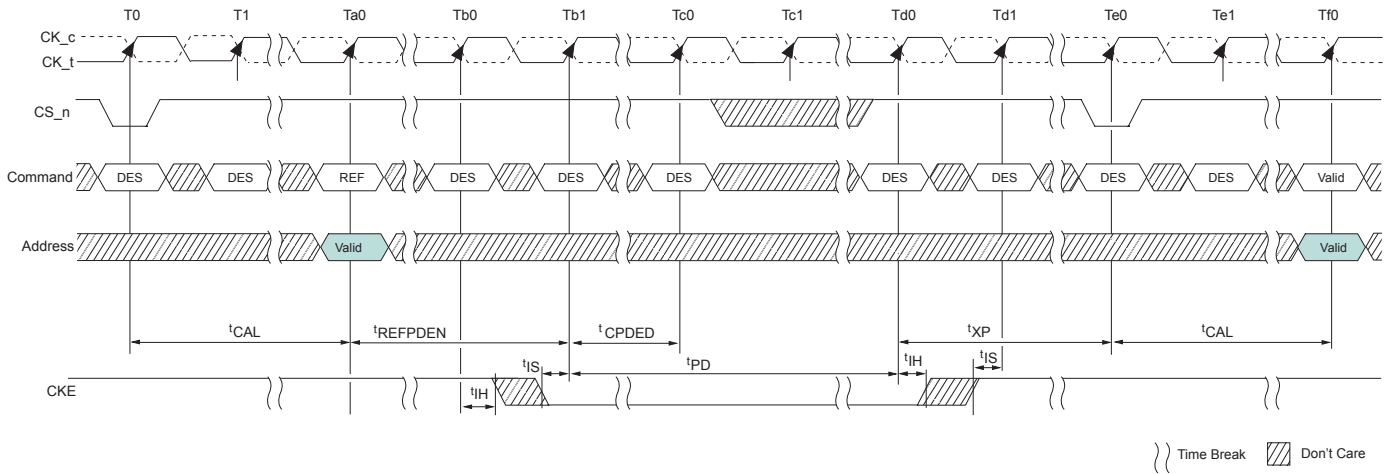 T0 T1 Ta0 Tb0 Tb1 Tc0 Tc1 Td0 Td1 Te0 Te1 Tf0
CK_c
CK_t
CS_n
Command DES DES REF DES DES DES DES DES DES DES Valid
Address Valid Valid
tCAL tREFPDEN tCPDED tXP tCAL
tIS tPD tIH tIS
CKE tIH
Time Break Don't Care